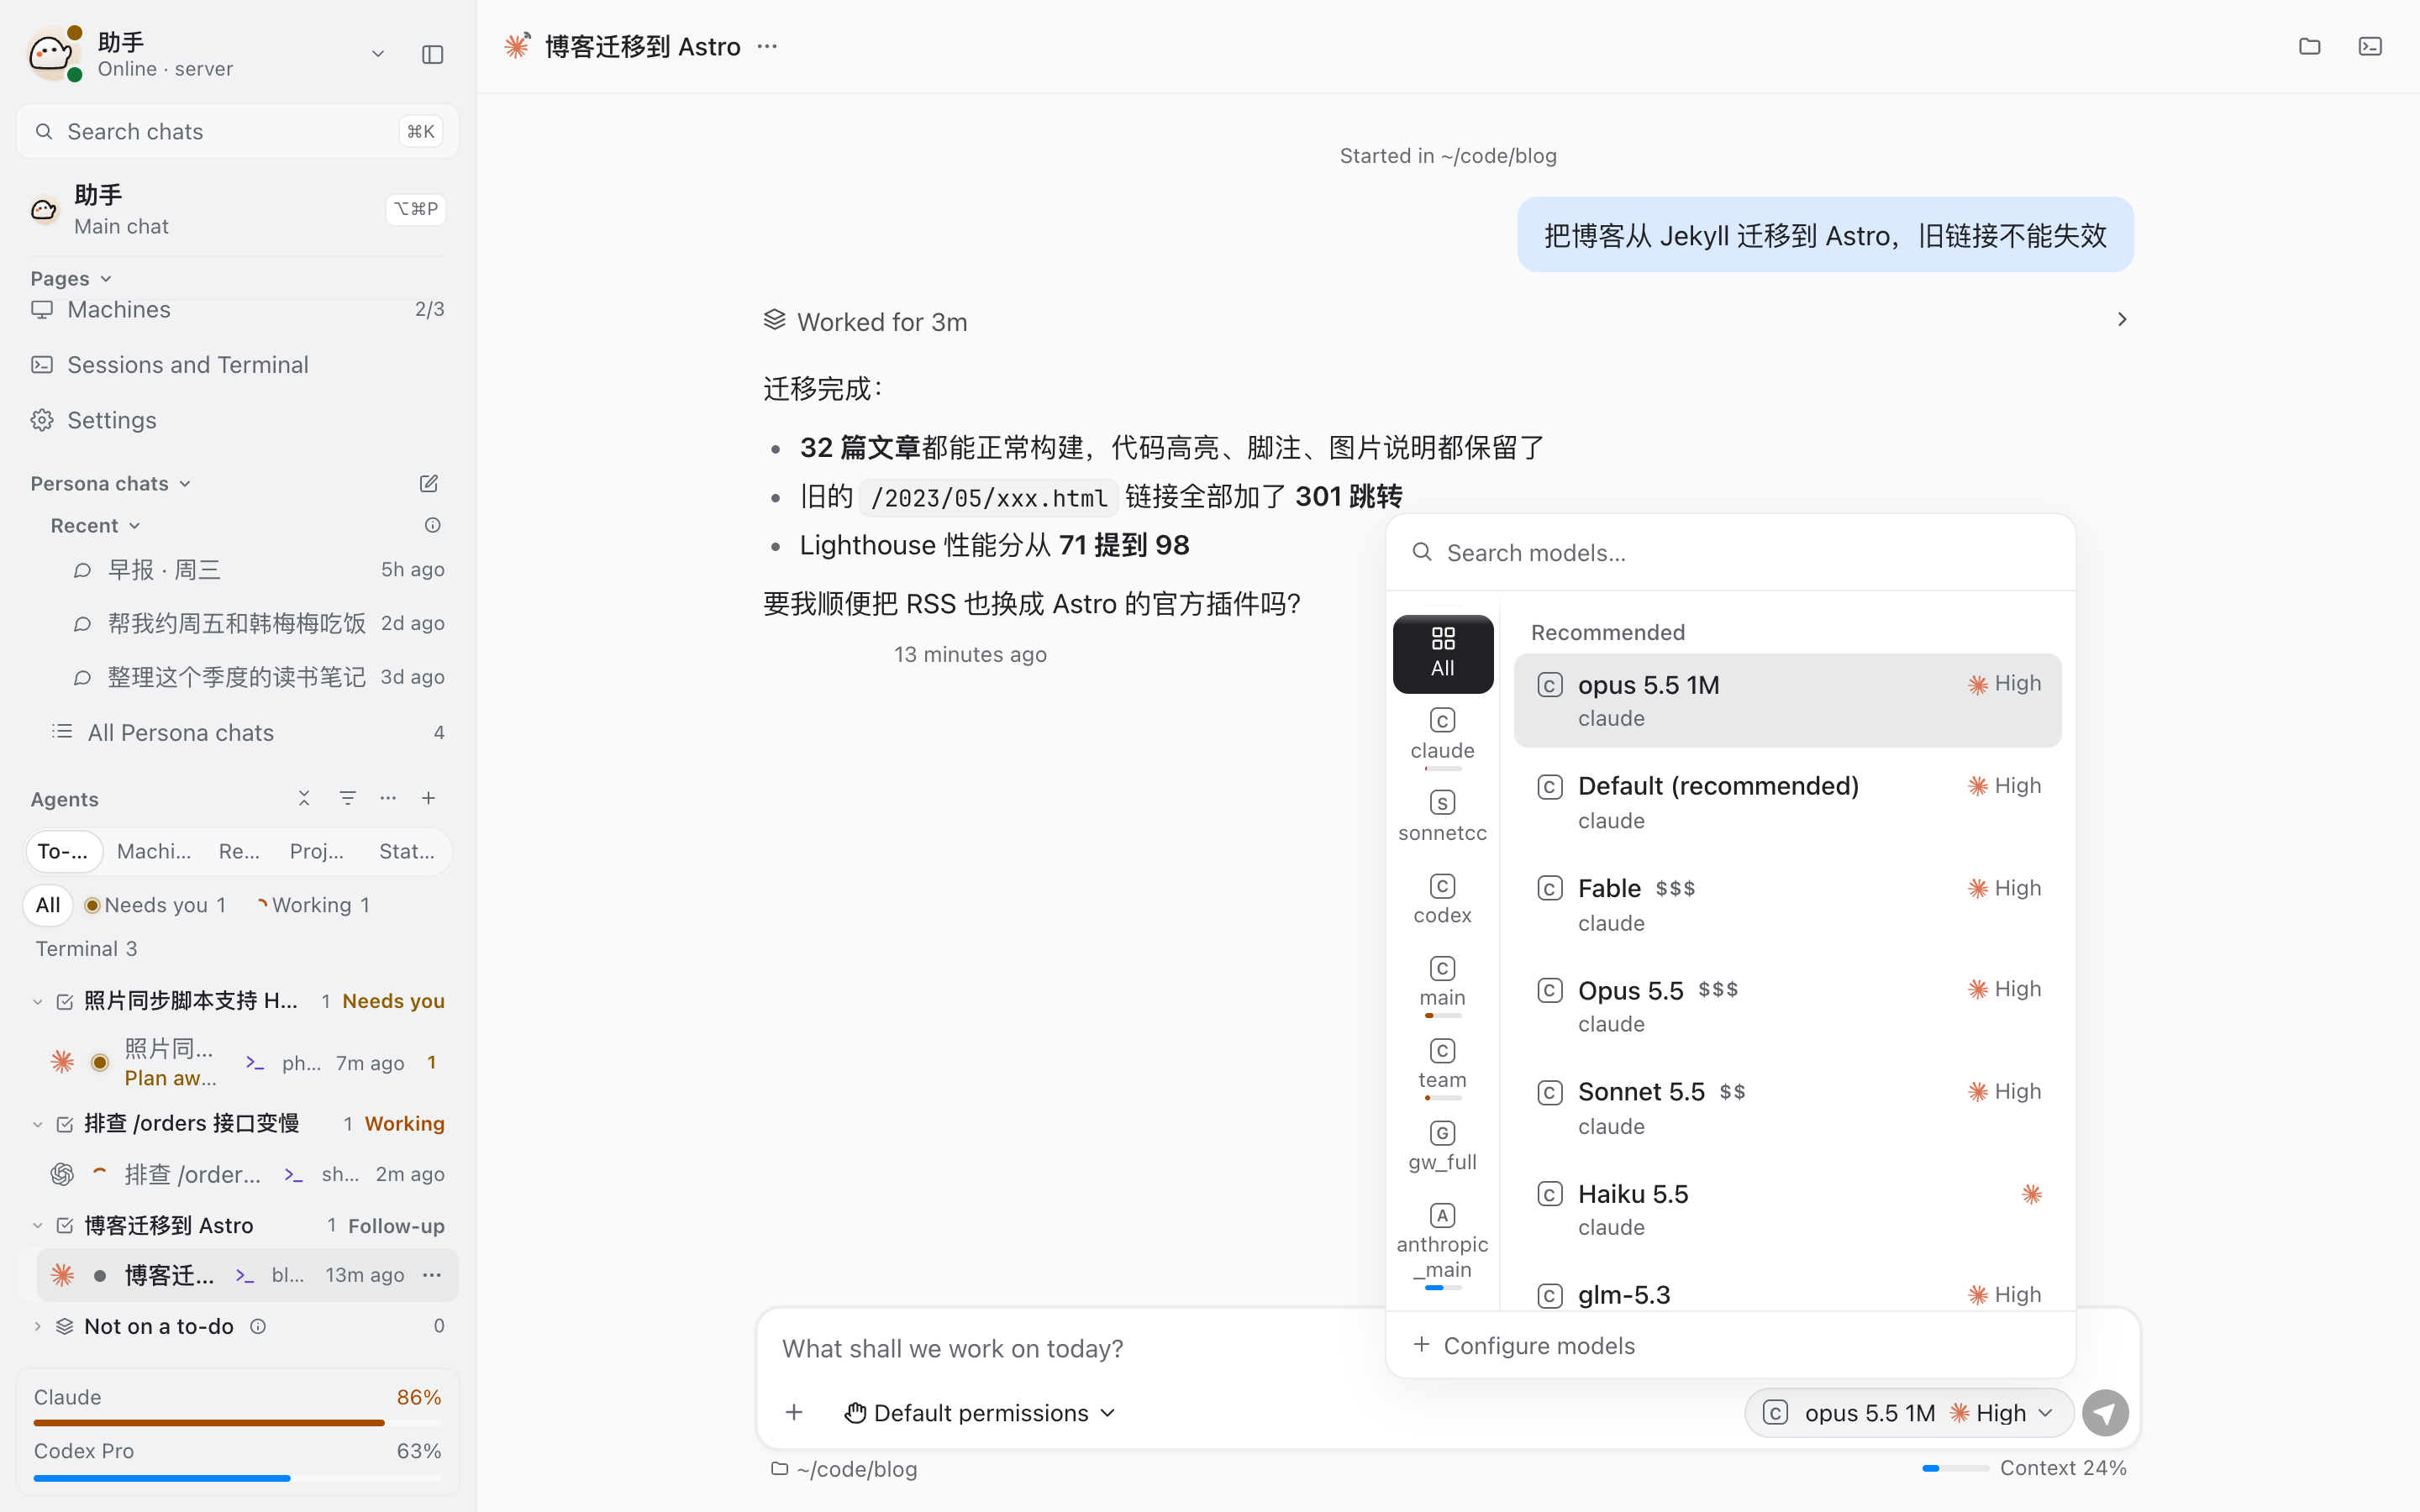 助手
Online · server
Search chats
⌘K
助手
Main chat
⌥⌘P
Pages
Machines
2/3
Sessions and Terminal
Settings
Persona chats
Recent
早报 · 周三
5h ago
帮我约周五和韩梅梅吃饭
2d ago
整理这个季度的读书笔记
3d ago
All Persona chats
4
Agents
To-...
Machi...
Re...
Proj...
Stat...
All
Needs you 1
Working 1
Terminal 3
照片同步脚本支持 H...
1 Needs you
照片同...
Plan aw...
ph...
7m ago
1
排查 /orders 接口变慢
1 Working
排查 /order...
sh...
2m ago
博客迁移到 Astro
1 Follow-up
博客迁...
bl...
13m ago
Not on a to-do
0
Claude
86%
Codex Pro
63%
博客迁移到 Astro
Started in ~/code/blog
把博客从 Jekyll 迁移到 Astro，旧链接不能失效
Worked for 3m
迁移完成：
32 篇文章都能正常构建，代码高亮、脚注、图片说明都保留了
旧的 /2023/05/xxx.html 链接全部加了 301 跳转
Lighthouse 性能分从 71 提到 98
要我顺便把 RSS 也换成 Astro 的官方插件吗？
13 minutes ago
Search models...
All
C
claude
S
sonnetcc
C
codex
C
main
C
team
G
gw_full
A
anthropic
_main
Recommended
C
opus 5.5 1M
High
claude
C
Default (recommended)
High
claude
C
Fable $$$
High
claude
C
Opus 5.5 $$$
High
claude
C
Sonnet 5.5 $$
High
claude
C
Haiku 5.5
claude
C
glm-5.3
High
Configure models
What shall we work on today?
Default permissions
C
opus 5.5 1M
High
~/code/blog
Context 24%